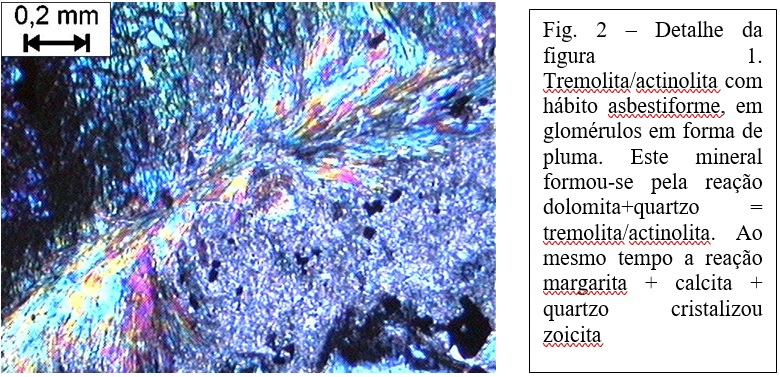 0,2 mm
Fig. 2 – Detalhe da
figura 1.
Tremolita/actinolita com
hábito asbestiforme, em
glomérulos em forma de
pluma. Este mineral
formou-se pela reação
dolomita+quartzo =
tremolita/actinolita. Ao
mesmo tempo a reação
margarita + calcita +
quartzo cristalizou
zoicita